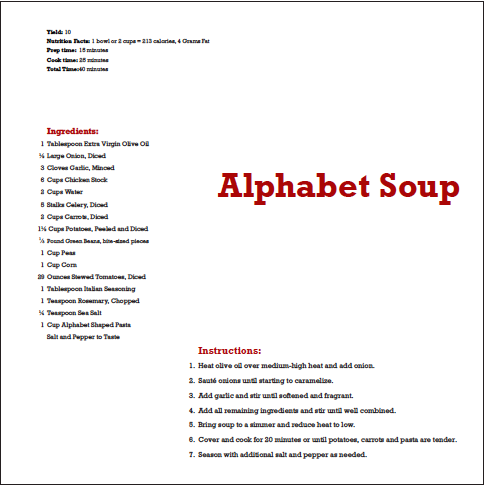 Yield: 10
Nutrition Facts: 1 bowl or 2 cups = 213 calories, 4 Grams Fat
Prep time: 15 minutes
Cook time: 25 minutes
Total Time:40 minutes
Ingredients:
1 Tablespoon Extra Virgin Olive Oil
½ Large Onion, Diced
3 Cloves Garlic, Minced
6 Cups Chicken Stock
2 Cups Water
5 Stalks Celery, Diced
2 Cups Carrots, Diced
1½ Cups Potatoes, Peeled and Diced
Pound Green Beans, bite-sized pieces
1 Cup Peas
1 Cup Corn
29 Ounces Stewed Tomatoes, Diced
1 Tablespoon Italian Seasoning
1 Teaspoon Rosemary, Chopped
Teaspoon Sea Salt
1 Cup Alphabet Shaped Pasta
Salt and Pepper to Taste
Alphabet Soup
Instructions:
1. Heat olive oil over medium-high heat and add onion.
2. Sauté onions until starting to caramelize.
3. Add garlic and stir until softened and fragrant.
4. Add all remaining ingredients and stir until well combined.
5. Bring soup to a simmer and reduce heat to low.
6. Cover and cook for 20 minutes or until potatoes, carrots and pasta are tender.
7. Season with additional salt and pepper as needed.